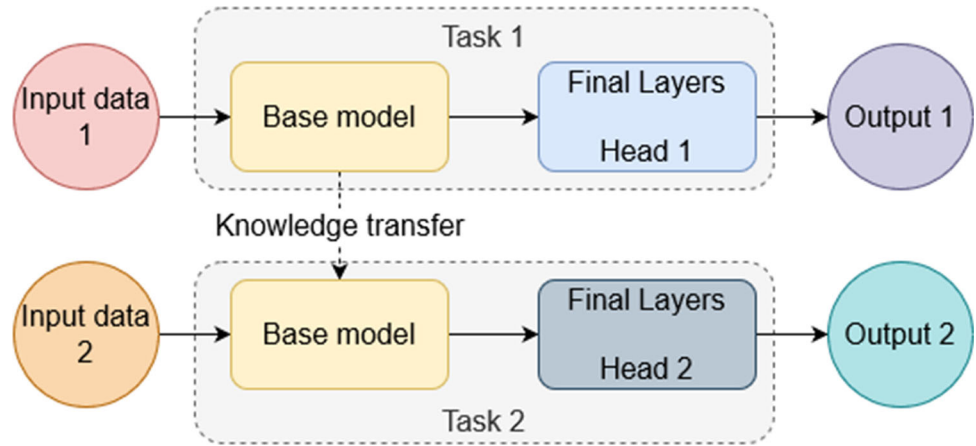 Task 1
Input data
1
Base model
Final Layers
Head 1
Output 1
Knowledge transfer
Input data
2
Base model
Final Layers
Head 2
Output 2
Task 2